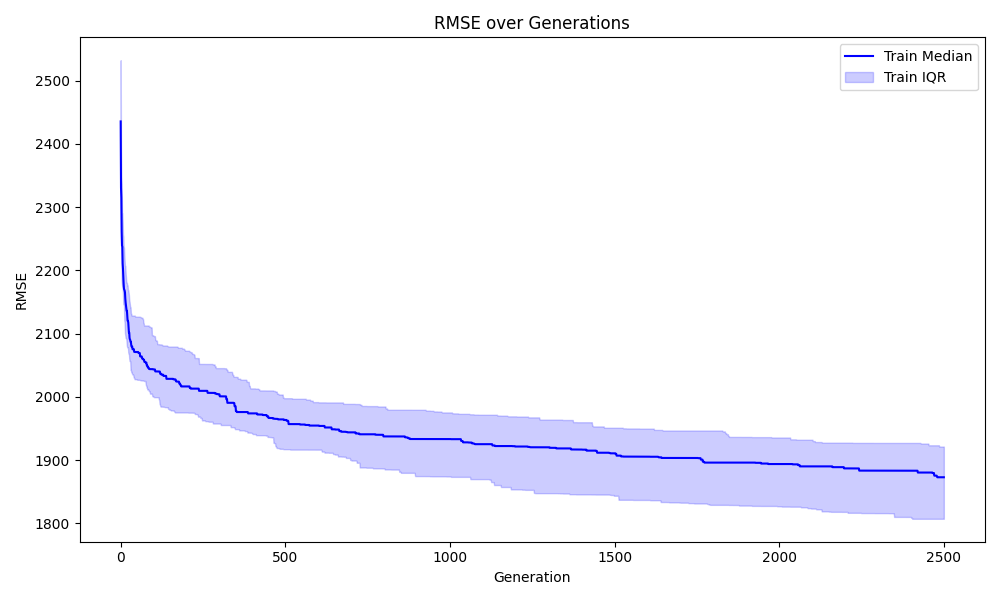 RMSE over Generations
Train Median
Train IQR
RMSE
2500
2400
2300
2200
2100
2000
1900
1800
0 500 1000 1500 2000 2500
Generation